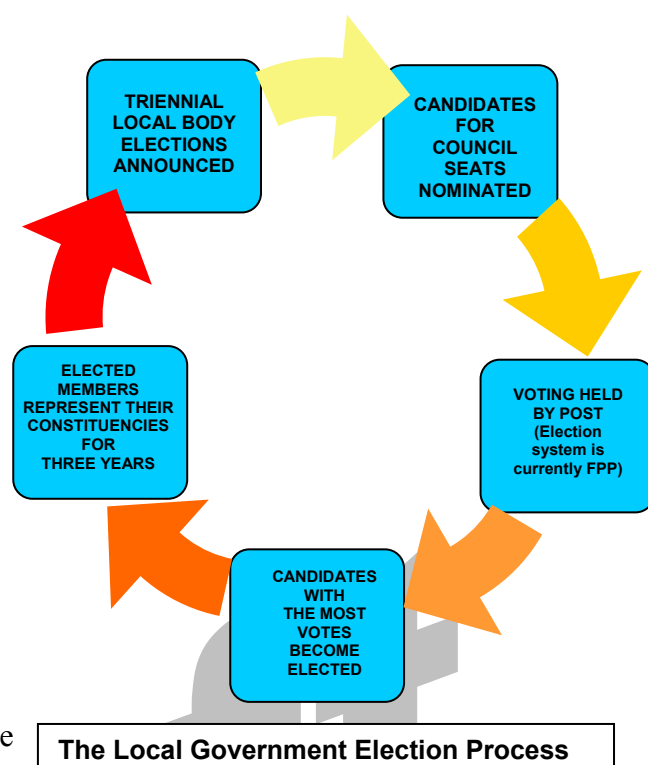 TRIENNIAL
LOCAL BODY
ELECTIONS
ANNOUNCED
CANDIDATES
FOR
COUNCIL
SEATS
NOMINATED
VOTING HELD
BY POST
(Election
system is
currently FPP)
CANDIDATES
WITH
THE MOST
VOTES
BECOME
ELECTED
ELECTED
MEMBERS
REPRESENT THEIR
CONSTITUENCIES
FOR
THREE YEARS
The Local Government Election Process